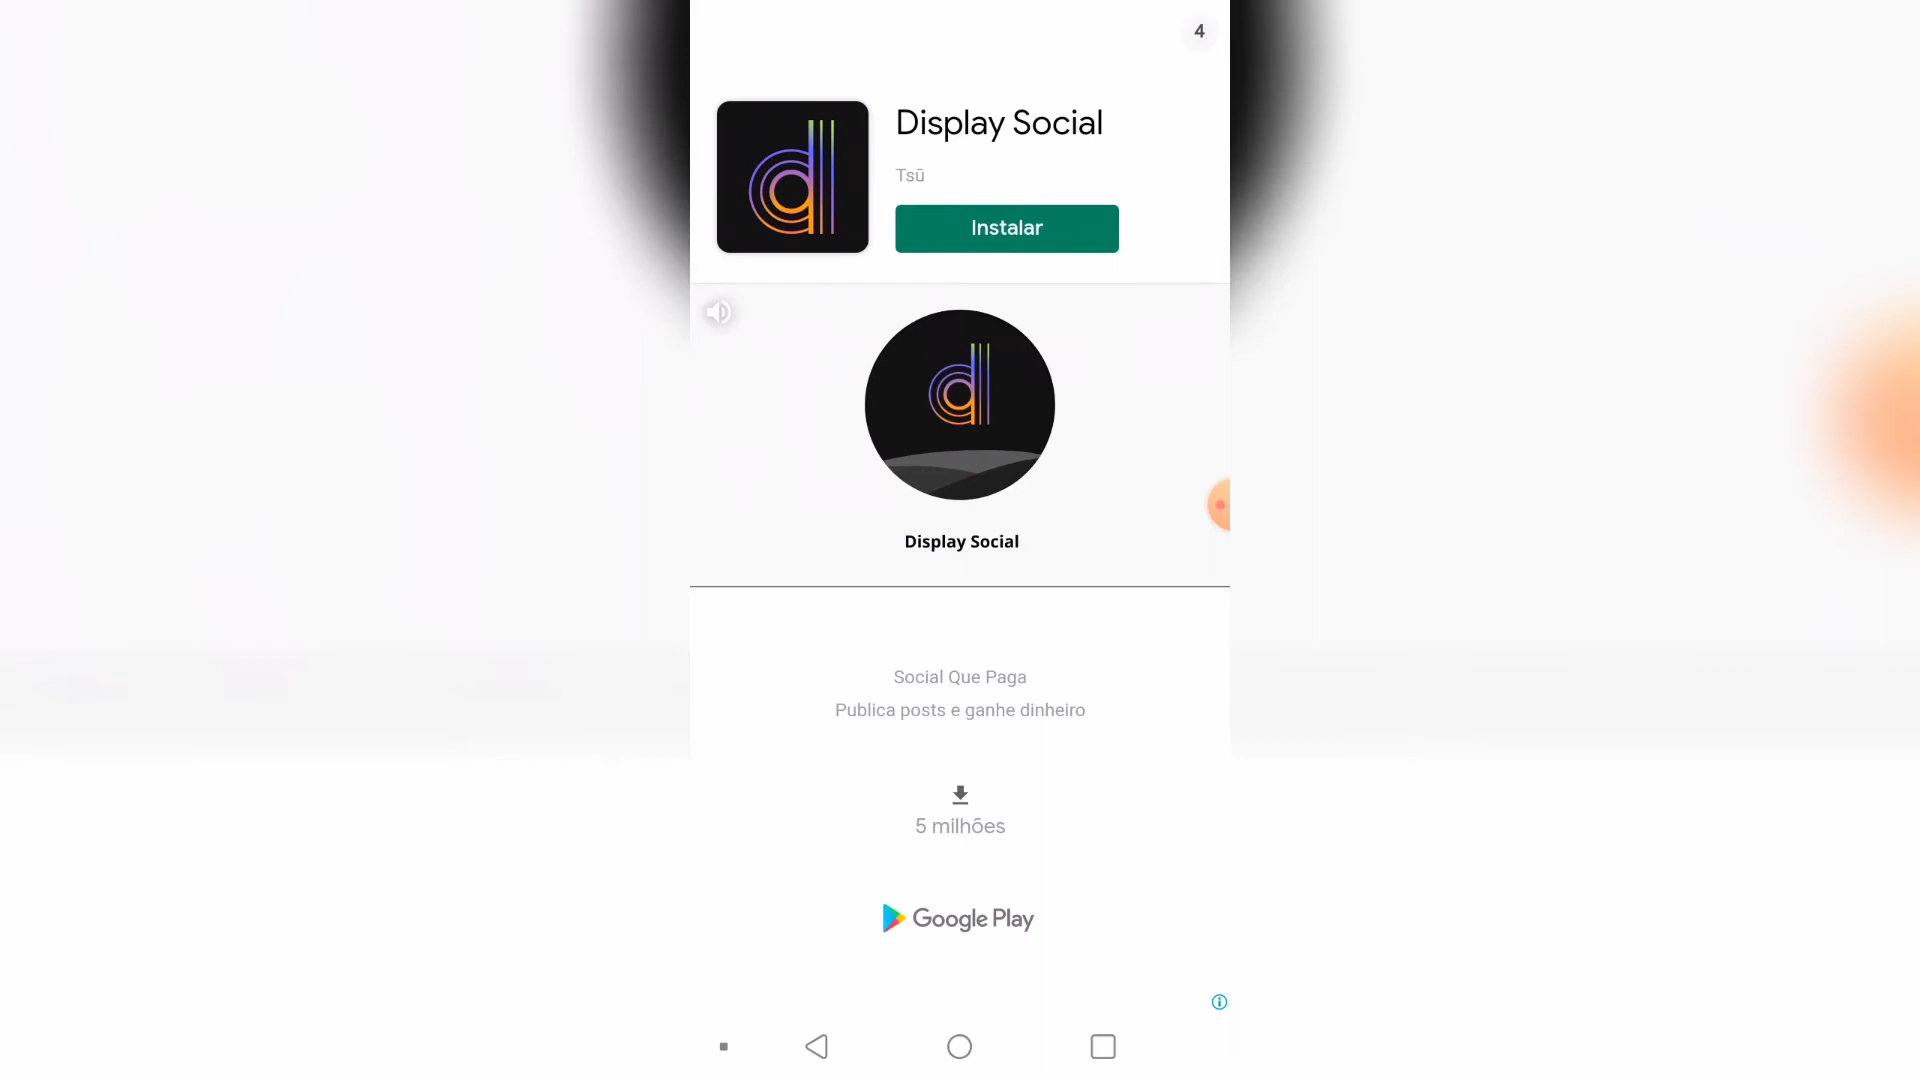 4
Display Social
Tsū
Instalar
Display Social
Social Que Paga
Publica posts e ganhe dinheiro
5 milhões
Google Play